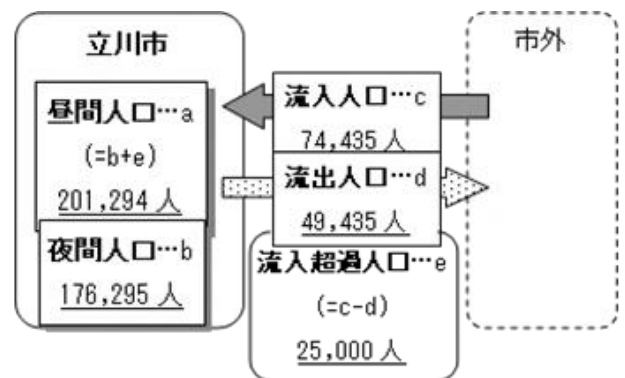 立川市
昼間人口…a
(=b+e)
201,294 人
夜間人口…b
176,295 人
流入人口…c
74,435 人
流出人口…d
49,435 人
流入超過人口…e
(=c-d)
25,000 人
市外